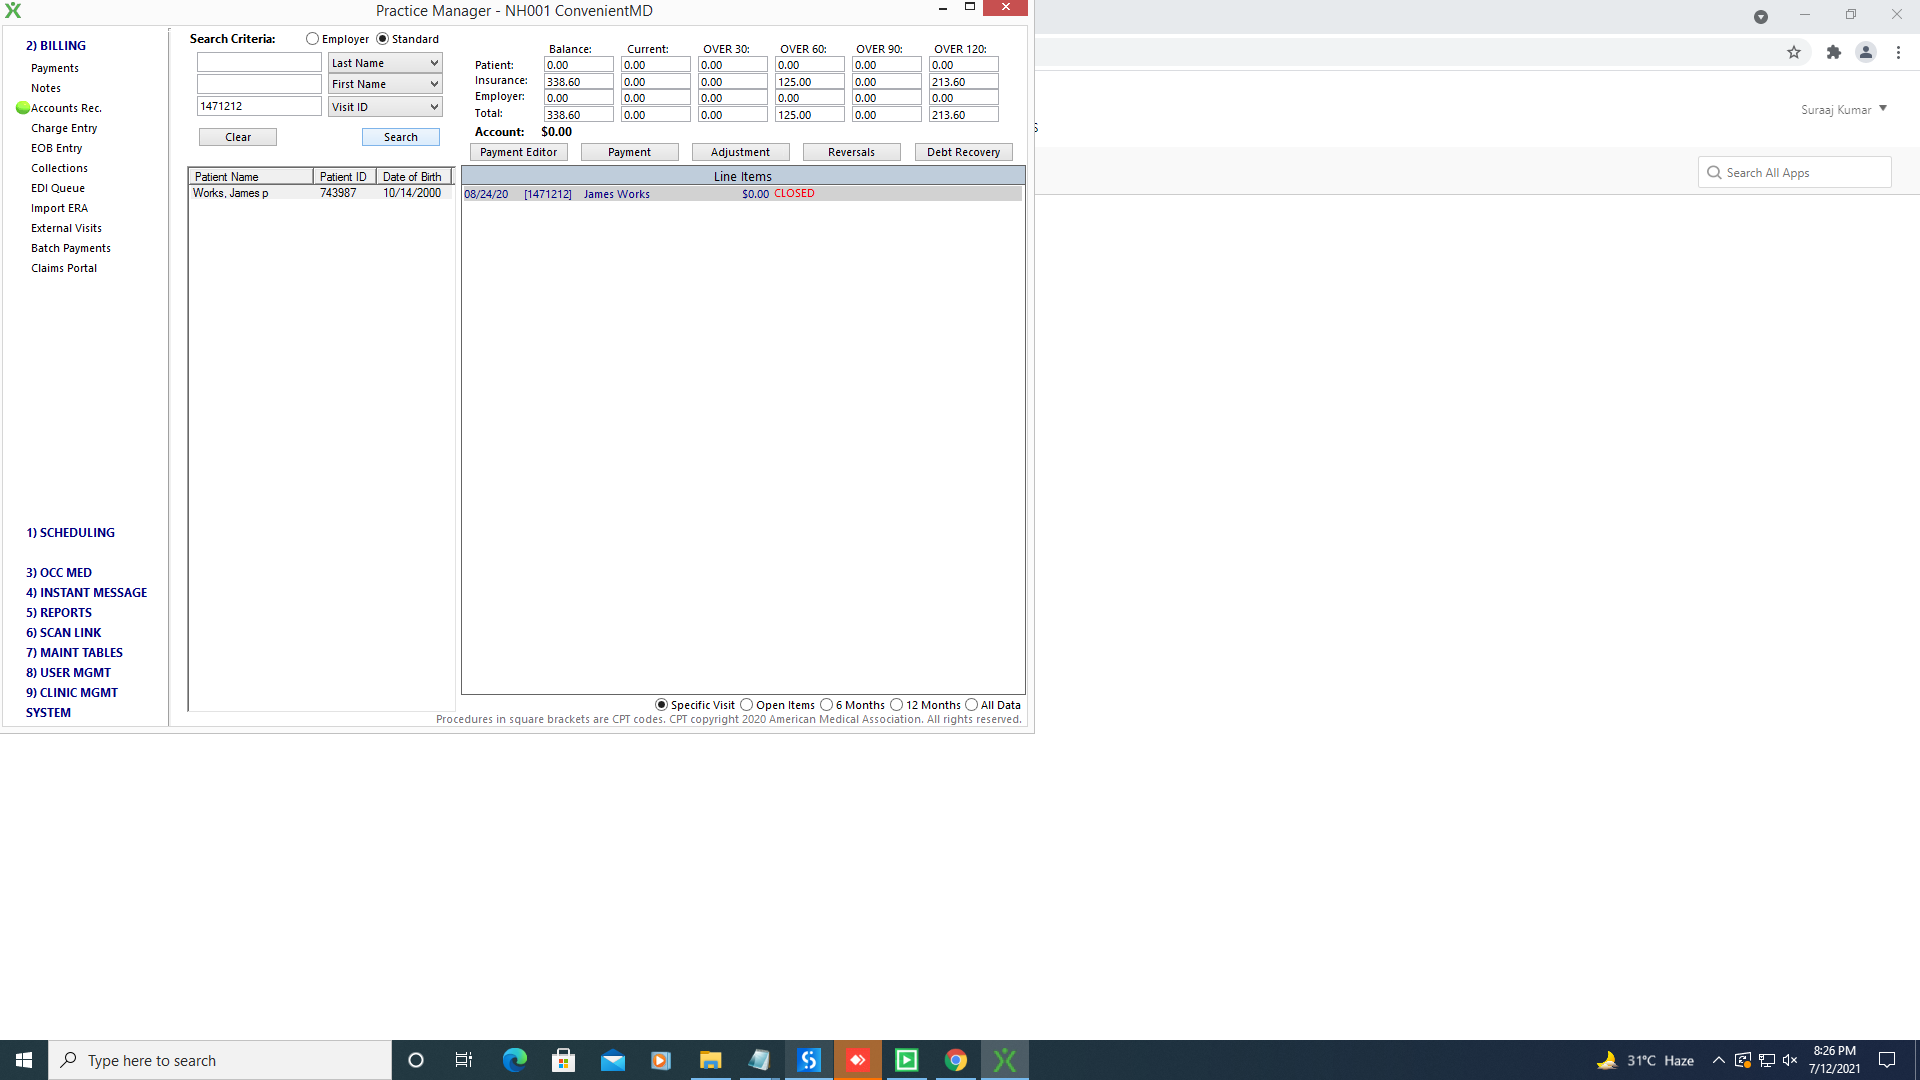 Practice Manager - NH001 ConvenientMD
2) BILLING
Payments
Notes
Accounts Rec.
Charge Entry
EOB Entry
Collections
EDI Queue
Import ERA
External Visits
Batch Payments
Claims Portal
1) SCHEDULING
3) OCC MED
4) INSTANT MESSAGE
5) REPORTS
6) SCAN LINK
7) MAINT TABLES
8) USER MGMT
9) CLINIC MGMT
SYSTEM
Search Criteria: Employer Standard
Last Name
First Name
1471212 Visit ID
Clear Search
Patient Name Patient ID Date of Birth
Works, James p 743987 10/14/2000
Balance: Current: OVER 30: OVER 60: OVER 90: OVER 120:
Patient: 0.00 0.00 0.00 0.00 0.00 0.00
Insurance: 338.60 0.00 0.00 125.00 0.00 213.60
Employer: 0.00 0.00 0.00 0.00 0.00 0.00
Total: 338.60 0.00 0.00 125.00 0.00 213.60
Account: $0.00
Payment Editor Payment Adjustment Reversals Debt Recovery
Line Items
08/24/20 [1471212] James Works $0.00 CLOSED
Specific Visit Open Items 6 Months 12 Months All Data
Procedures in square brackets are CPT codes. CPT copyright 2020 American Medical Association. All rights reserved.
Suraaj Kumar
s
Search All Apps
Type here to search
31°C Haze
8:26 PM
7/12/2021